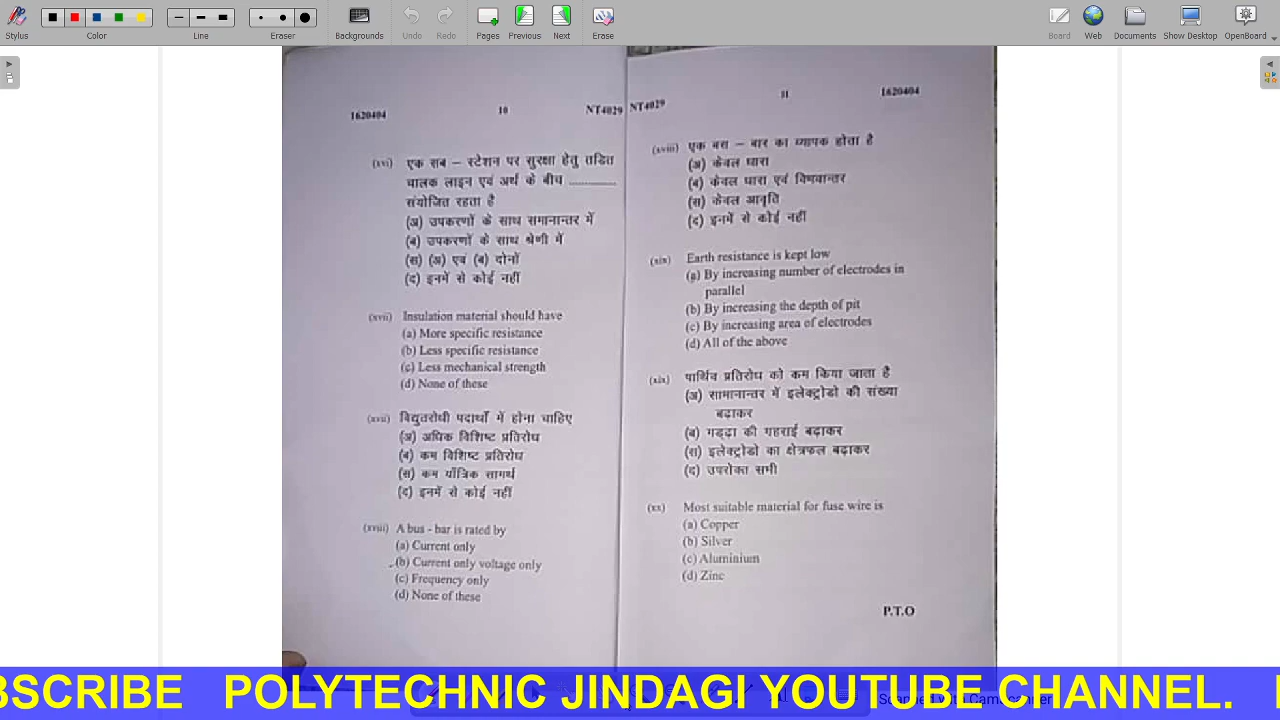 Stylus
Color
Line
Eraser
Backgrounds
Undo
Redo
Pages
Previous
Next
Erase
Board
Web
Documents
Show Desktop
OpenBoard
1620404 10 NT4029
(xvi) एक सब – स्टेशन पर सुरक्षा हेतु तडित
चालक लाइन एवं अर्थ के बीच ..............
संयोजित रहता है
(अ) उपकरणों के साथ समानान्तर में
(ब) उपकरणों के साथ श्रेणी में
(स) (अ) एवं (ब) दोनों
(द) इनमें से कोई नहीं
(xvii) Insulation material should have
(a) More specific resistance
(b) Less specific resistance
(c) Less mechanical strength
(d) None of these
(xvii) विद्युतरोधी पदार्थों में होना चाहिए
(अ) अधिक विशिष्ट प्रतिरोध
(ब) कम विशिष्ट प्रतिरोध
(स) कम यॉंत्रिक सामर्थ
(द) इनमें से कोई नहीं
(xviii) A bus - bar is rated by
(a) Current only
(b) Current only voltage only
(c) Frequency only
(d) None of these
NT4029 11 1620404
(xviii) एक बस – बार का व्यापक होता है
(अ) केवल धारा
(ब) केवल धारा एवं विभवान्तर
(स) केवल आवृति
(द) इनमें से कोई नहीं
(xix) Earth resistance is kept low
(a) By increasing number of electrodes in
parallel
(b) By increasing the depth of pit
(c) By increasing area of electrodes
(d) All of the above
(xix) पार्थिव प्रतिरोध को कम किया जाता है
(अ) सामानान्तर में इलेक्ट्रोडो की संख्या
बढ़ाकर
(ब) गड्ढ़ा की गहराई बढ़ाकर
(स) इलेक्ट्रोडो का क्षेत्रफल बढ़ाकर
(द) उपरोक्त सभी
(xx) Most suitable material for fuse wire is
(a) Copper
(b) Silver
(c) Aluminium
(d) Zinc
P.T.O
BSCRIBE POLYTECHNIC JINDAGI YOUTUBE CHANNEL.